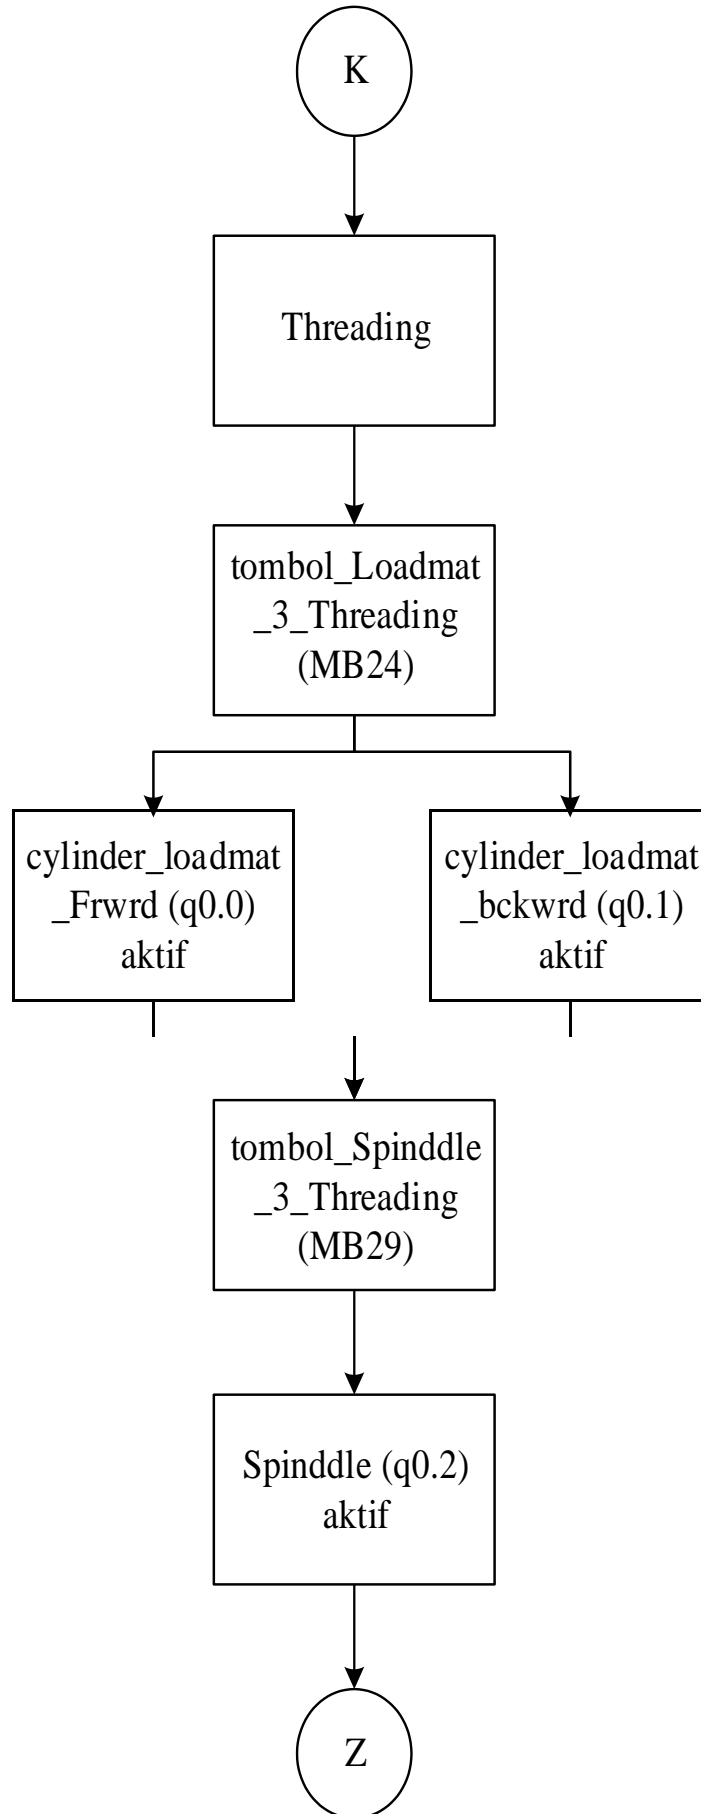 K
Threading
tombol_Loadmat
_3_Threading
(MB24)
cylinder_loadmat
_Frwrd (q0.0)
aktif
cylinder_loadmat
_bckwrd (q0.1)
aktif
tombol_Spinddle
_3_Threading
(MB29)
Spinddle (q0.2)
aktif
Z